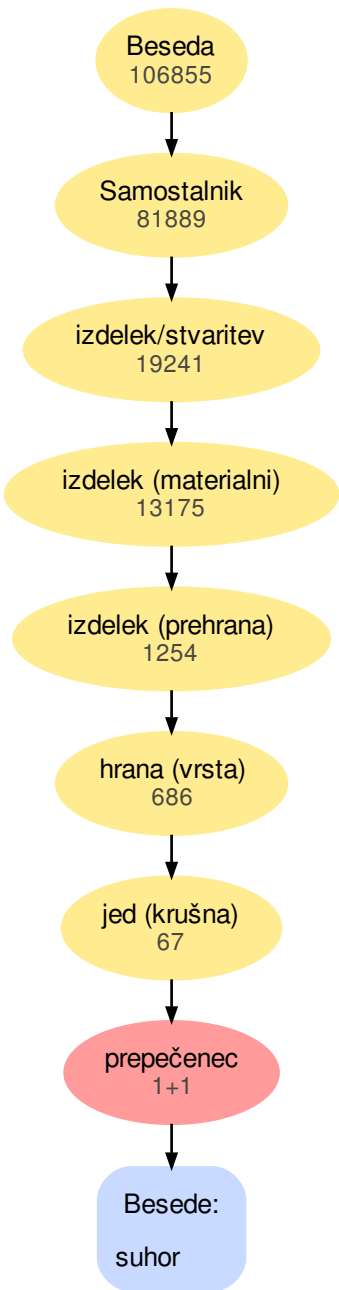 Beseda
106855
Samostalnik
81889
izdelek/stvaritev
19241
izdelek (materialni)
13175
izdelek (prehrana)
1254
hrana (vrsta)
686
jed (krušna)
67
prepečenec
1+1
Besede:
suhor